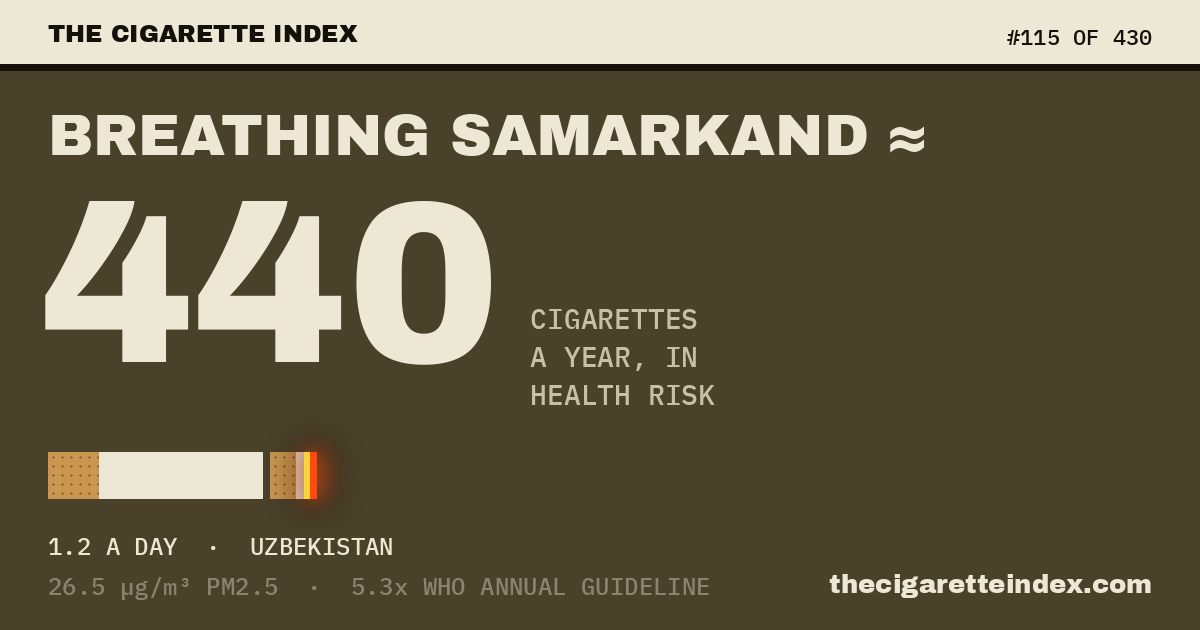 THE CIGARETTE INDEX
#115 OF 430
BREATHING SAMARKAND ≈
440
CIGARETTES
A YEAR, IN
HEALTH RISK
1.2 A DAY · UZBEKISTAN
26.5 µg/m³ PM2.5 · 5.3x WHO ANNUAL GUIDELINE
thecigaretteindex.com